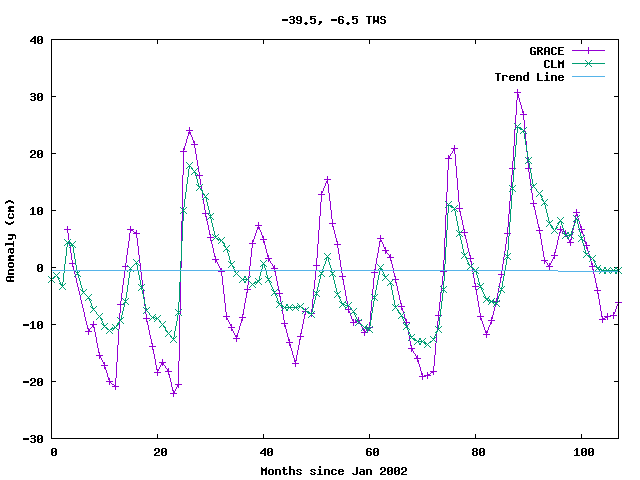 -39.5, -6.5 TWS
GRACE
CLM
Trend Line
40
30
20
10
0
-10
-20
-30
Anomaly (cm)
0 20 40 60 80 100
Months since Jan 2002